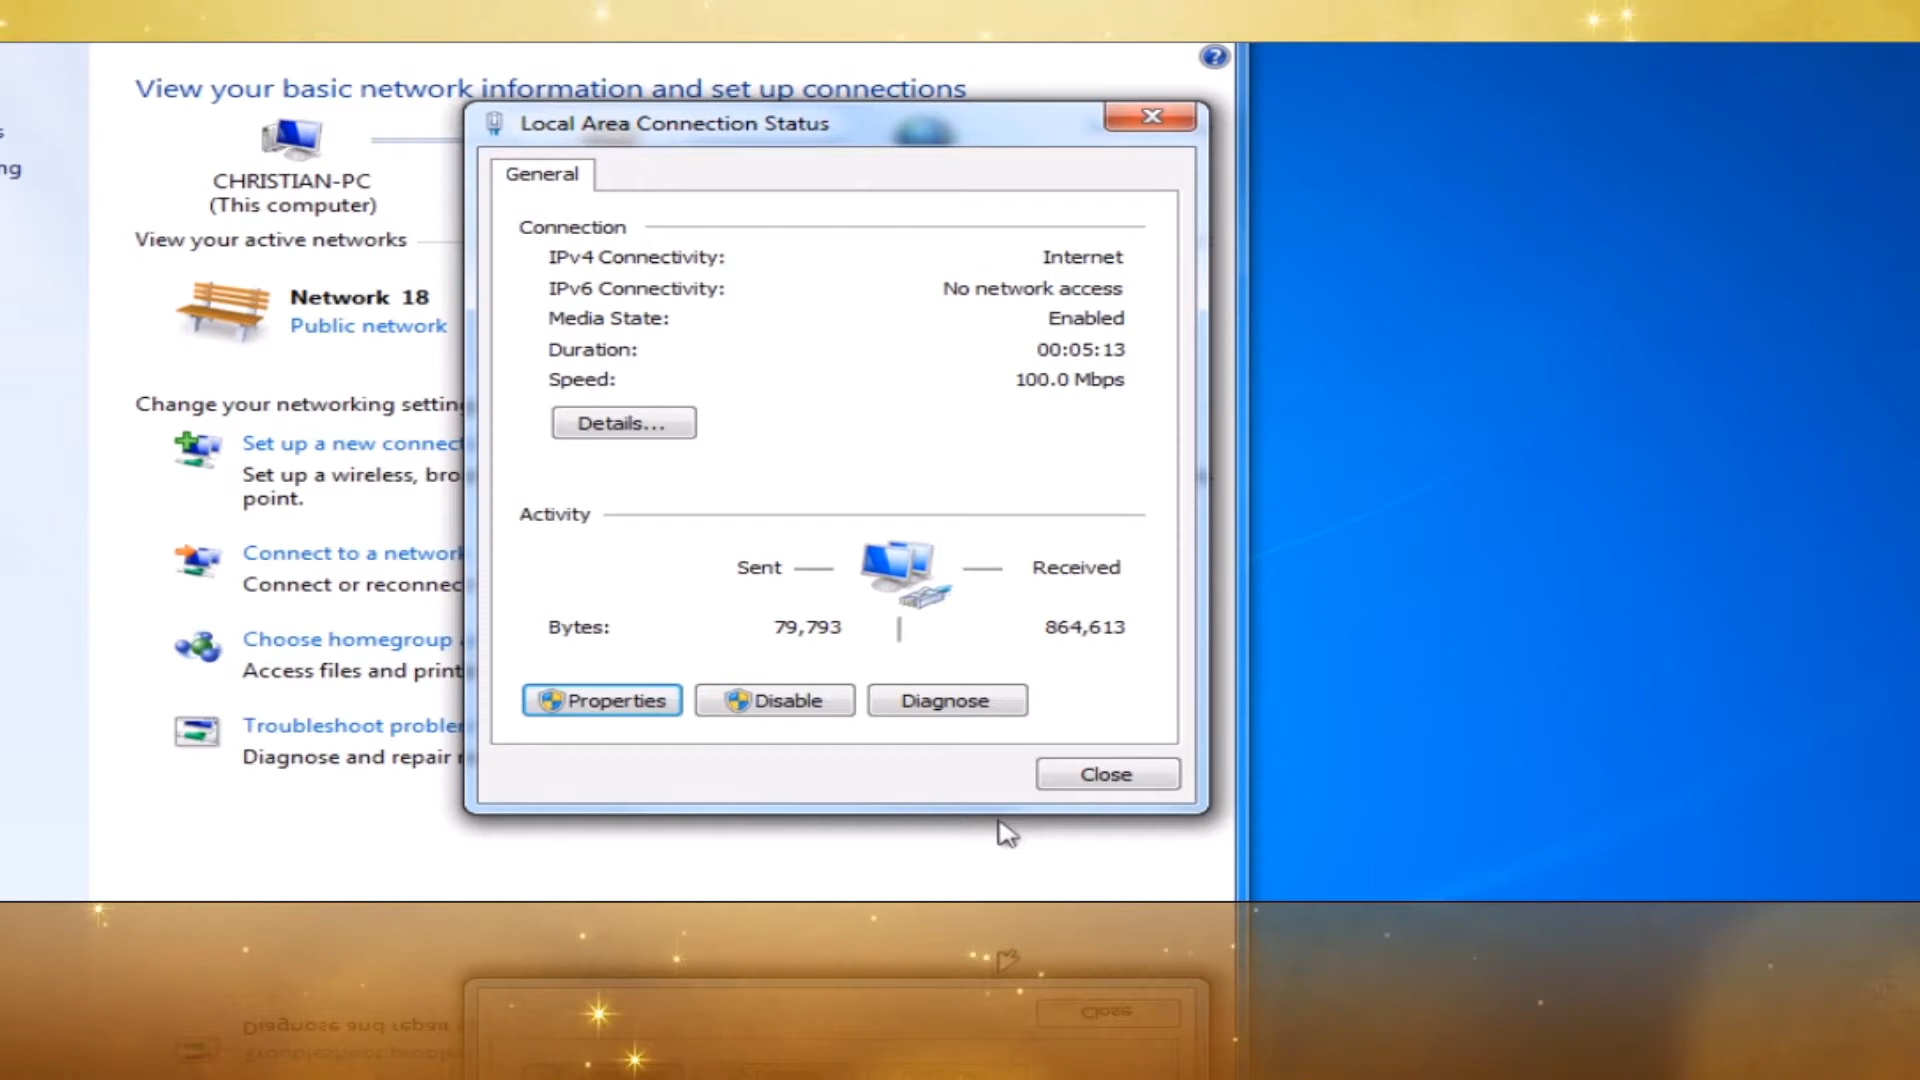 s
ng
View your basic network information and set up connections
CHRISTIAN-PC
(This computer)
View your active networks
Network 18
Public network
Change your networking setting
Set up a new connect
Set up a wireless, bro
point.
Connect to a network
Connect or reconnec
Choose homegroup
Access files and print
Troubleshoot proble
Diagnose and repair
Local Area Connection Status
General
Connection
IPv4 Connectivity: Internet
IPv6 Connectivity: No network access
Media State: Enabled
Duration: 00:05:13
Speed: 100.0 Mbps
Details...
Activity
Sent Received
Bytes: 79,793 864,613
Properties Disable Diagnose
Close